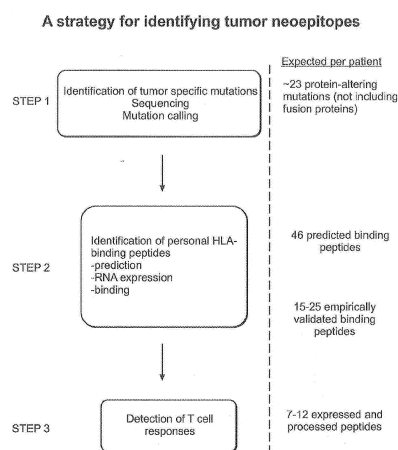 A strategy for identifying tumor neoepitopes
Expected per patient
STEP 1
Identification of tumor specific mutations
Sequencing
Mutation calling
~23 protein-altering
mutations (not including
fusion proteins)
STEP 2
Identification of personal HLA-
binding peptides
-prediction
-RNA expression
-binding
46 predicted binding
peptides
15-25 empirically
validated binding
peptides
STEP 3
Detection of T cell
responses
7-12 expressed and
processed peptides